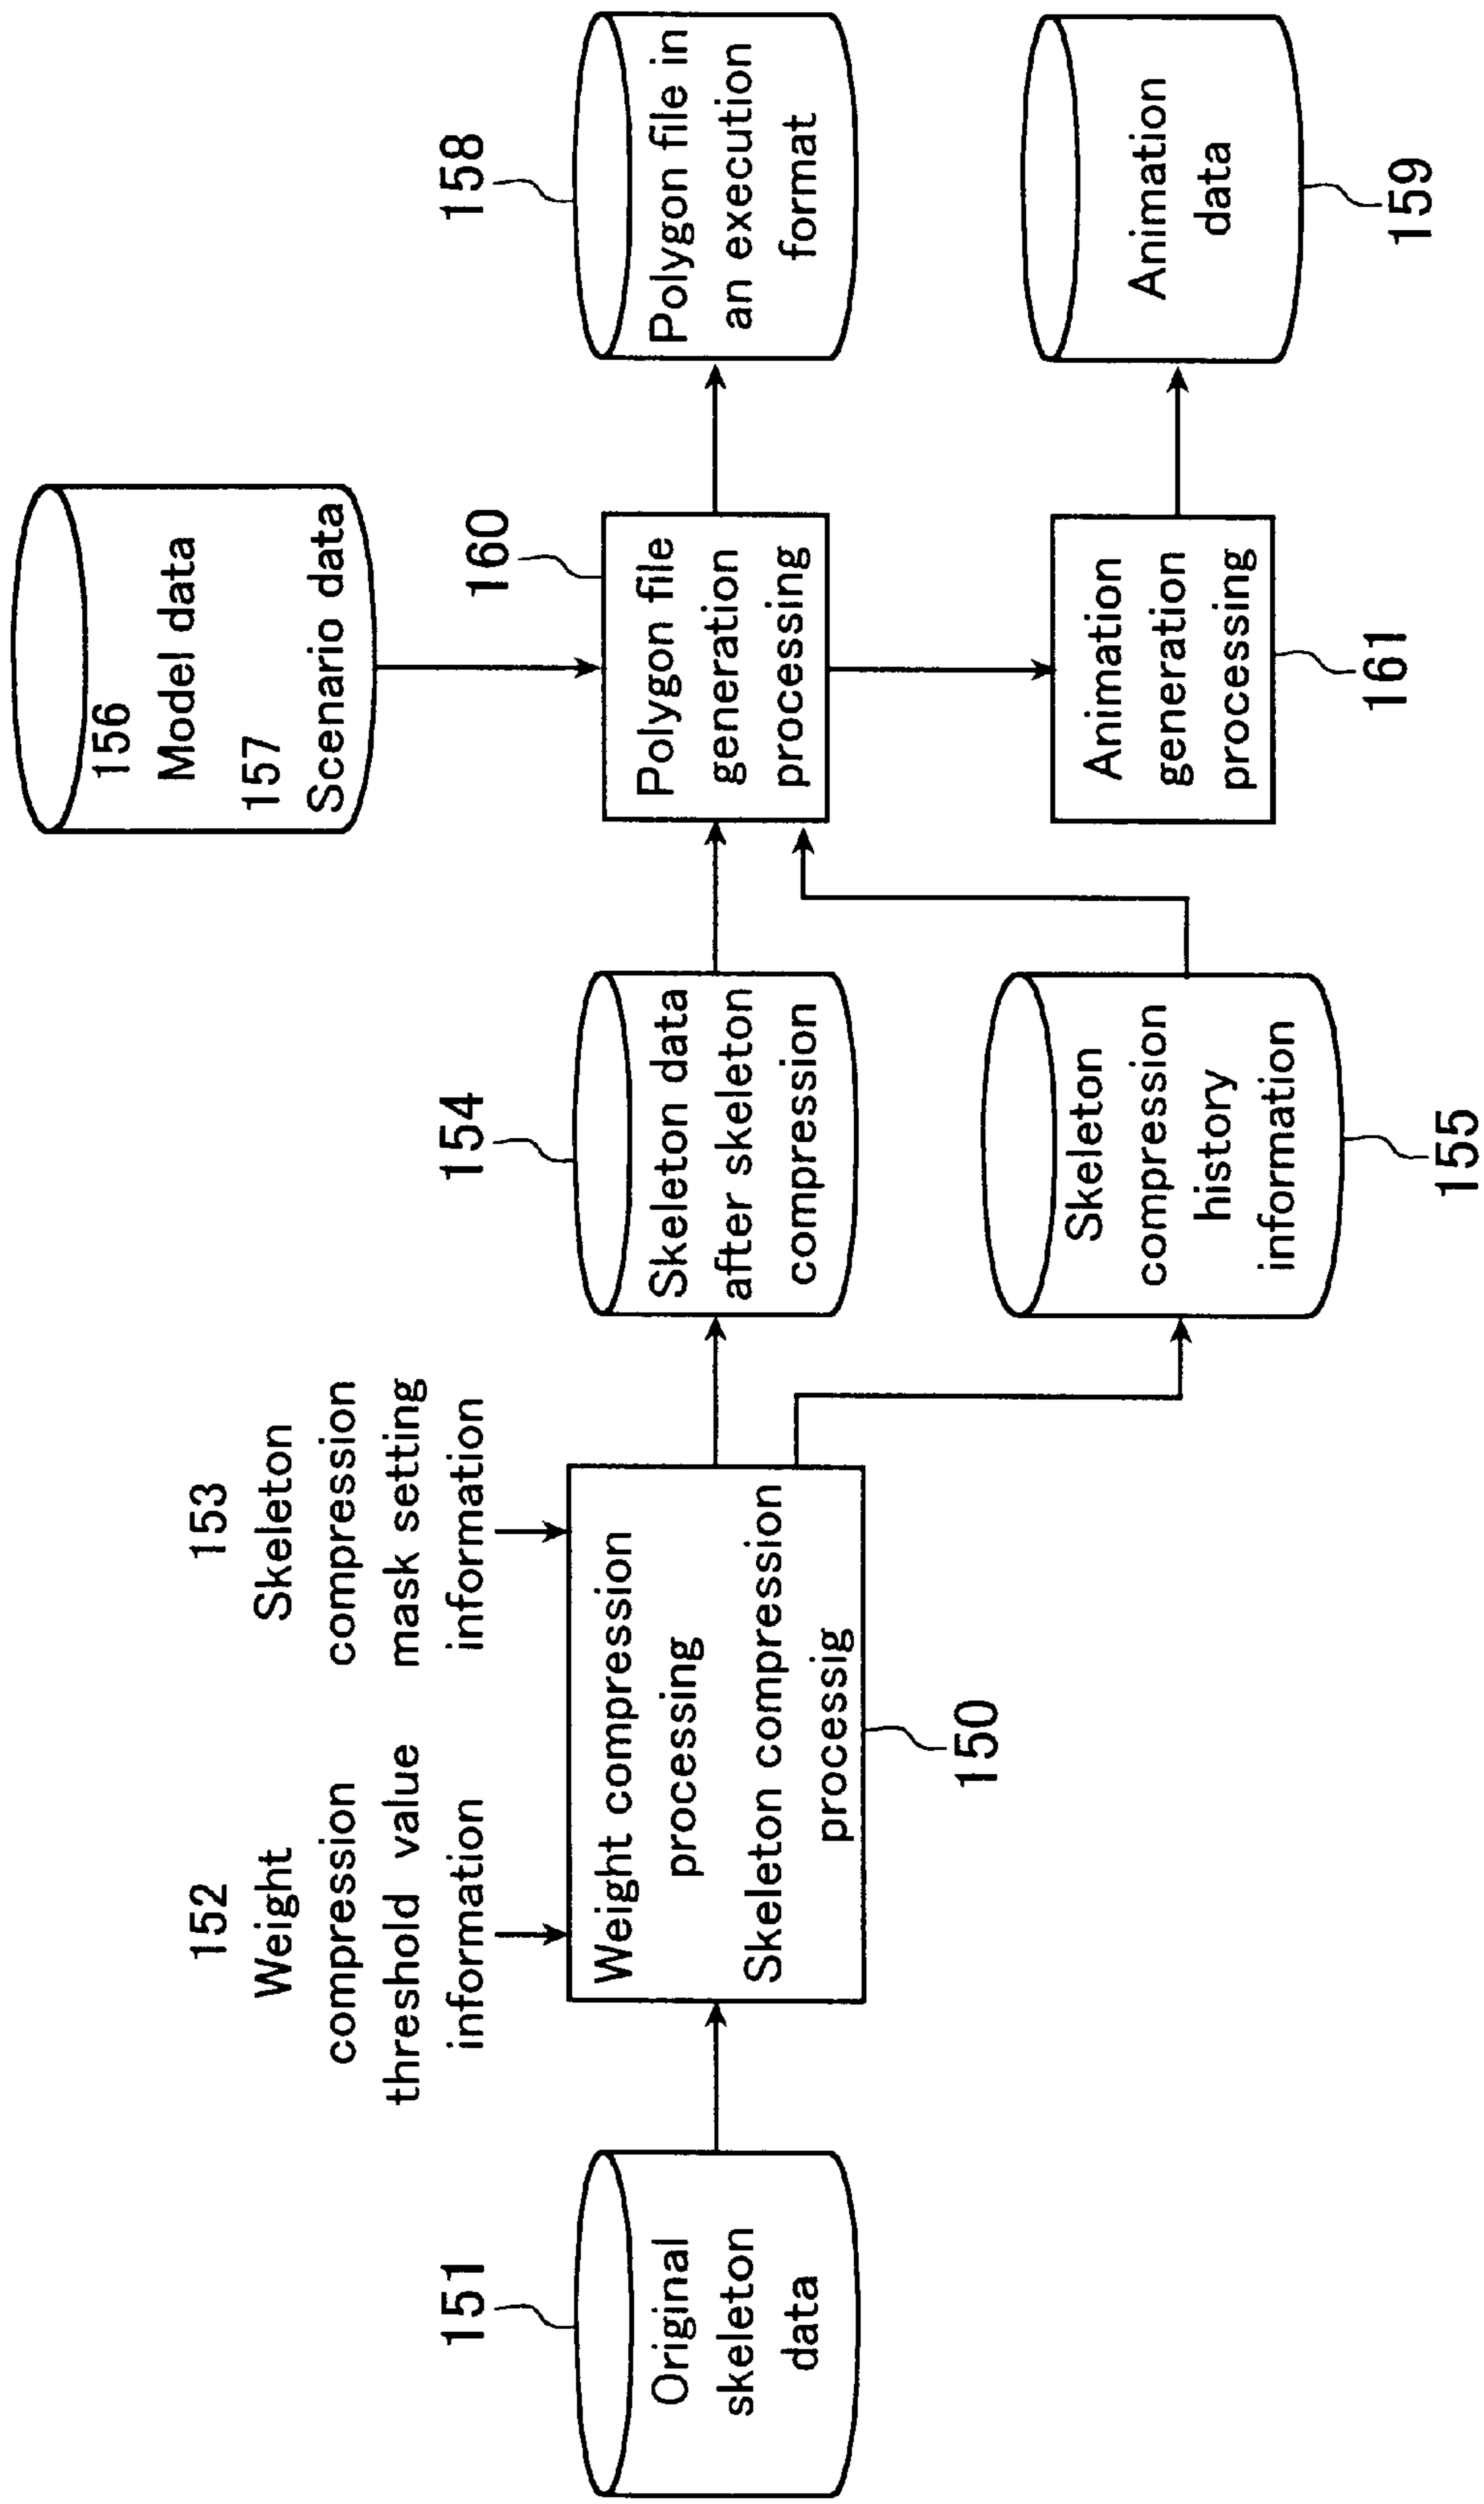 151
Original
skeleton
data
152
Weight
compression
threshold value
information
153
Skeleton
compression
mask setting
information
Weight compression
processing
Skeleton compression
processig
150
154
Skeleton data
after skeleton
compression
Skeleton
compression
history
information
155
156
Model data
157
Scenario data
160
Polygon file
generation
processing
Animation
generation
processing
161
158
Polygon file in
an execution
format
Animation
data
159